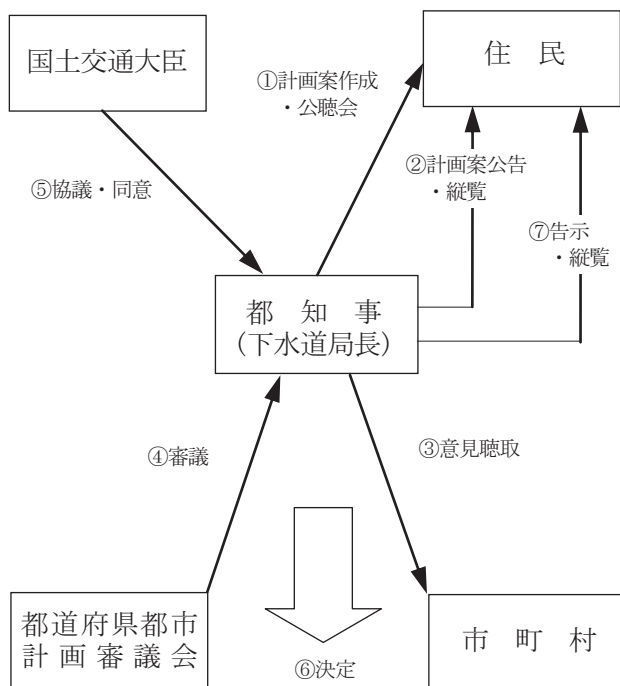 国土交通大臣
住　民
①計画案作成
・公聴会
②計画案公告
・縦覧
⑤協議・同意
⑦告示
・縦覧
都　知　事
（下水道局長）
④審議
③意見聴取
都道府県都市
計画審議会
市　町　村
⑥決定